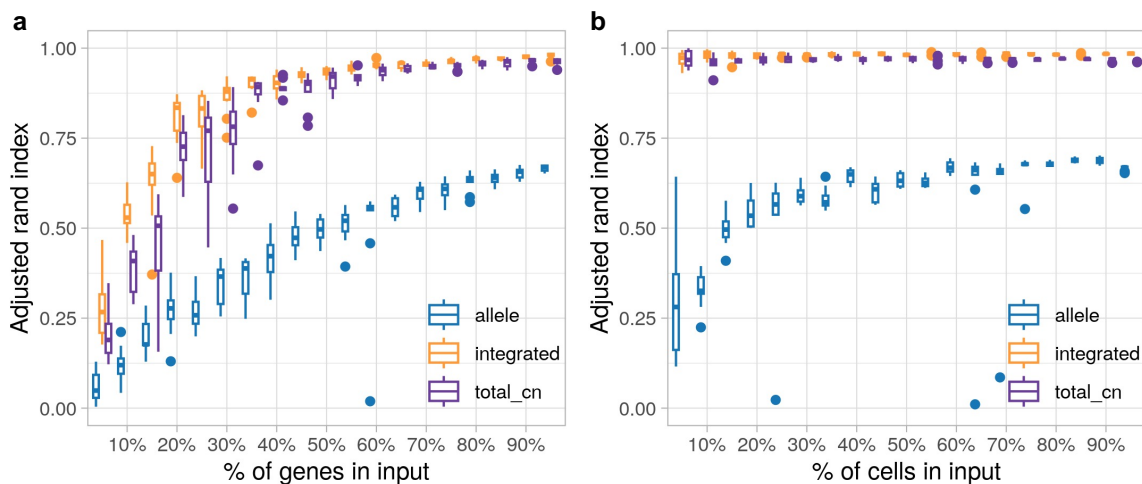 a
Adjusted rand index
1.00
0.75
0.50
0.25
0.00
allele
integrated
total_cn
10% 20% 30% 40% 50% 60% 70% 80% 90%
% of genes in input
b
Adjusted rand index
1.00
0.75
0.50
0.25
0.00
allele
integrated
total_cn
10% 20% 30% 40% 50% 60% 70% 80% 90%
% of cells in input